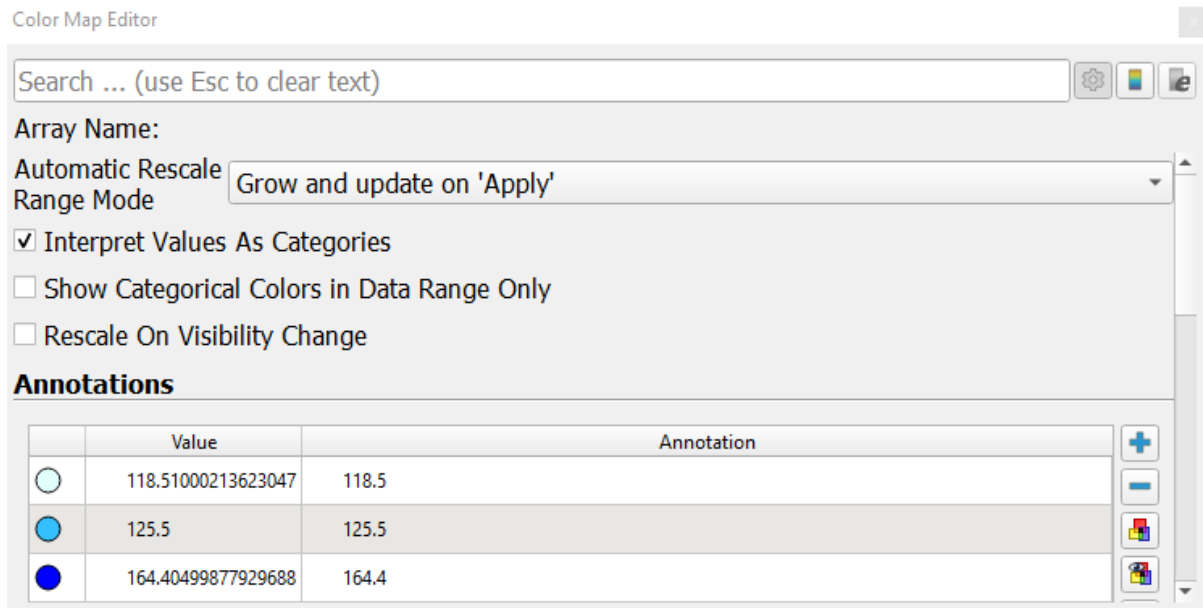 Color Map Editor
Search ... (use Esc to clear text)
Array Name:
Automatic Rescale
Range Mode
Grow and update on 'Apply'
Interpret Values As Categories
Show Categorical Colors in Data Range Only
Rescale On Visibility Change
Annotations
Value Annotation
118.51000213623047 118.5
125.5 125.5
164.40499877929688 164.4